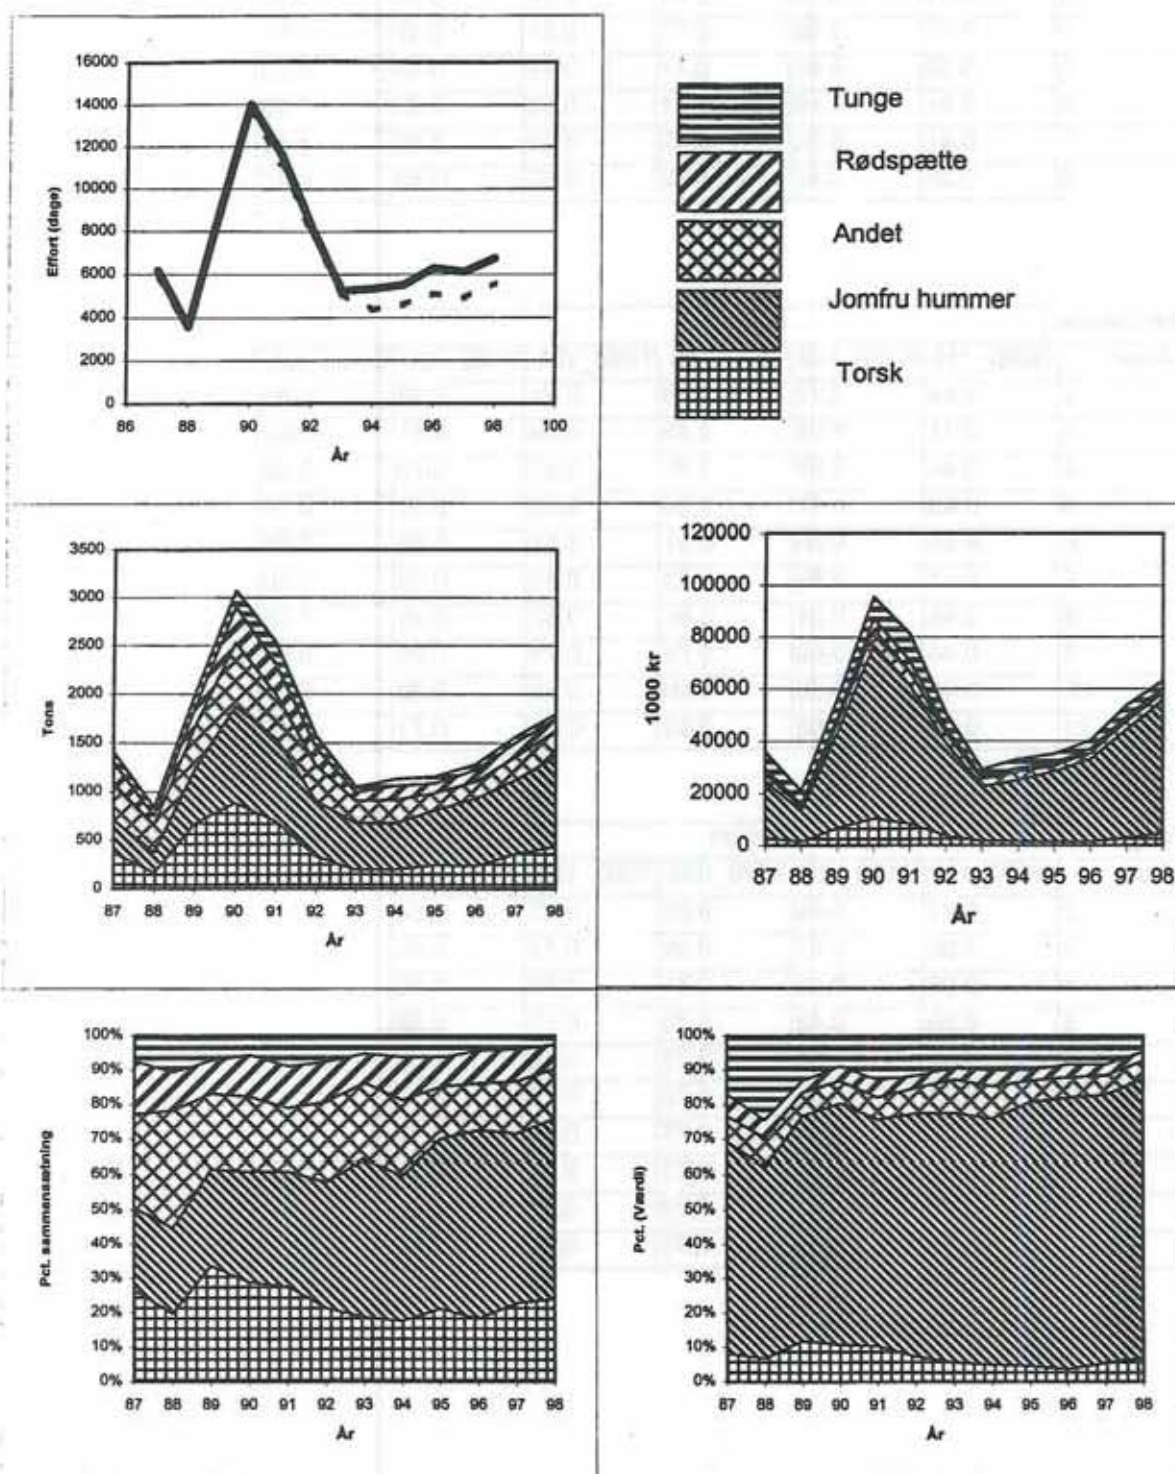 16000
14000
12000
10000
8000
6000
4000
2000
0
Effort (dage)
86 88 90 92 94 96 98 100
År
Tunge
Rødspætte
Andet
Jomfru hummer
Torsk
3500
3000
2500
2000
1500
1000
500
0
Tons
87 88 89 90 91 92 93 94 95 96 97 98
År
120000
100000
80000
60000
40000
20000
0
1000 kr
87 88 89 90 91 92 93 94 95 96 97 98
År
100%
90%
80%
70%
60%
50%
40%
30%
20%
10%
0%
Pct. sammensætning
87 88 89 90 91 92 93 94 95 96 97 98
År
100%
90%
80%
70%
60%
50%
40%
30%
20%
10%
0%
Pct. (Værdi)
87 88 89 90 91 92 93 94 95 96 97 98
År